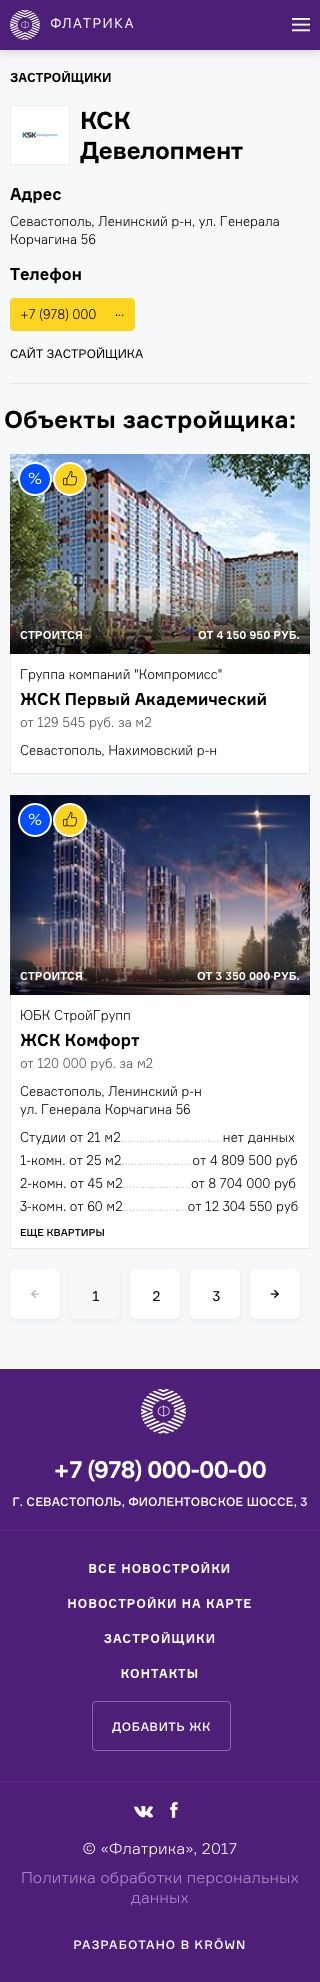 ФЛАТРИКА
ЗАСТРОЙЩИКИ
KSK Development
КСК
Девелопмент
Адрес
Севастополь, Ленинский р-н, ул. Генерала
Корчагина 56
Телефон
+7 (978) 000 ...
САЙТ ЗАСТРОЙЩИКА
Объекты застройщика:
%
СТРОИТСЯ ОТ 4 150 950 РУБ.
Группа компаний "Компромисс"
ЖСК Первый Академический
от 129 545 руб. за м2
Севастополь, Нахимовский р-н
%
СТРОИТСЯ ОТ 3 350 000 РУБ.
ЮБК СтройГрупп
ЖСК Комфорт
от 120 000 руб. за м2
Севастополь, Ленинский р-н
ул. Генерала Корчагина 56
Студии от 21 м2 нет данных
1-комн. от 25 м2 от 4 809 500 руб
2-комн. от 45 м2 от 8 704 000 руб
3-комн. от 60 м2 от 12 304 550 руб
ЕЩЕ КВАРТИРЫ
← 1 2 3 →
+7 (978) 000-00-00
Г. СЕВАСТОПОЛЬ, ФИОЛЕНТОВСКОЕ ШОССЕ, 3
ВСЕ НОВОСТРОЙКИ
НОВОСТРОЙКИ НА КАРТЕ
ЗАСТРОЙЩИКИ
КОНТАКТЫ
ДОБАВИТЬ ЖК
© «Флатрика», 2017
Политика обработки персональных
данных
РАЗРАБОТАНО В KRŌWN